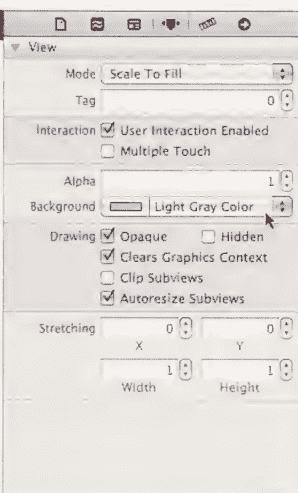 View
Mode Scale To Fill
Tag 0
Interaction User Interaction Enabled
Multiple Touch
Alpha 1
Background Light Gray Color
Drawing Opaque Hidden
Clears Graphics Context
Clip Subviews
Autoresize Subviews
Stretching 0 0
X Y
1 1
Width Height